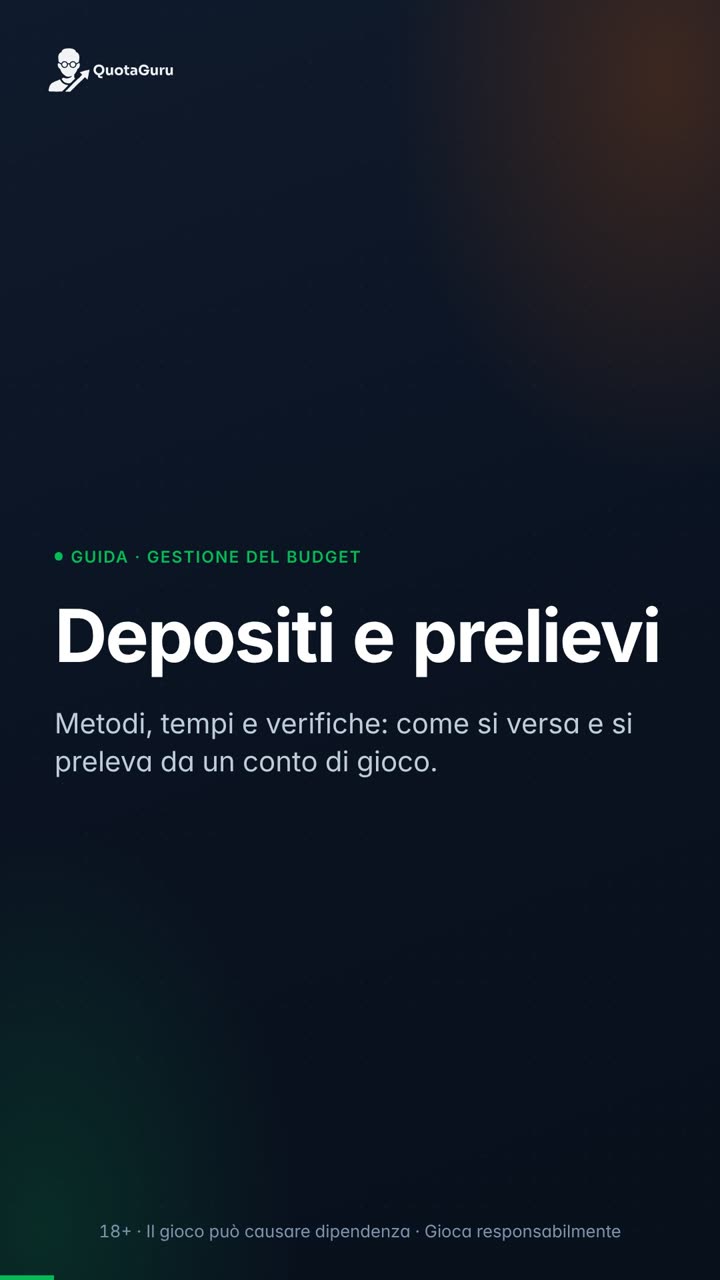 QuotaGuru
GUIDA · GESTIONE DEL BUDGET
Depositi e prelievi
Metodi, tempi e verifiche: come si versa e si
preleva da un conto di gioco.
18+ · Il gioco può causare dipendenza · Gioca responsabilmente